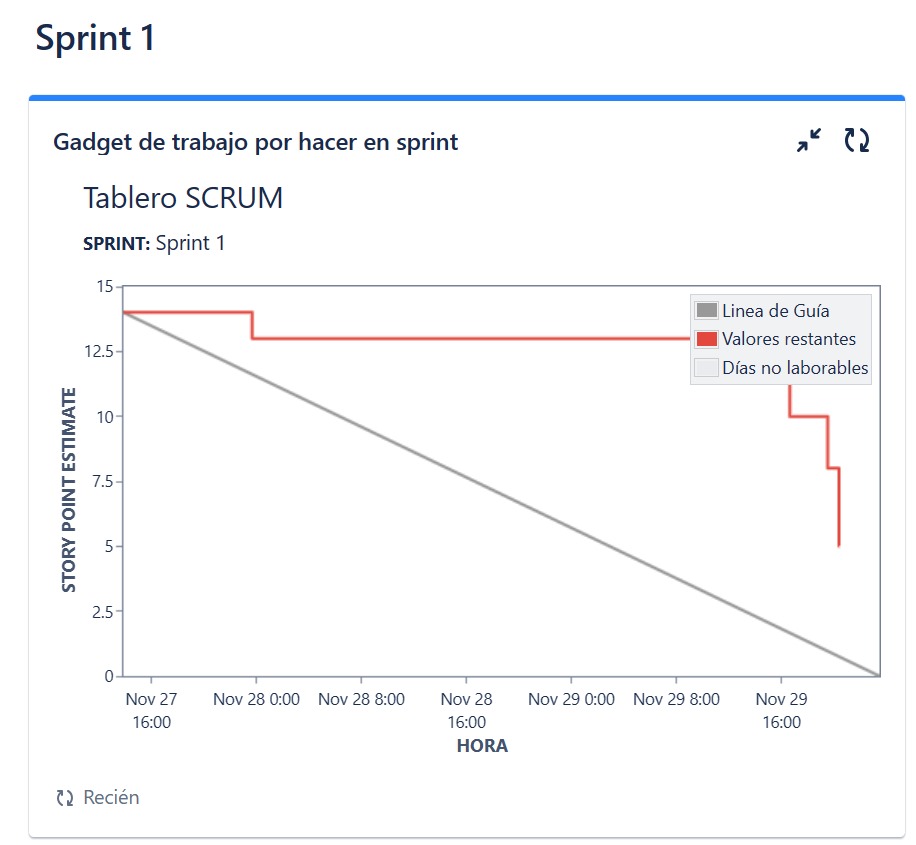 Sprint 1
Gadget de trabajo por hacer en sprint
Tablero SCRUM
SPRINT: Sprint 1
15
12.5
10
7.5
5
2.5
0
STORY POINT ESTIMATE
Linea de Guía
Valores restantes
Días no laborables
Nov 27 16:00
Nov 28 0:00
Nov 28 8:00
Nov 28 16:00
Nov 29 0:00
Nov 29 8:00
Nov 29 16:00
HORA
Recién